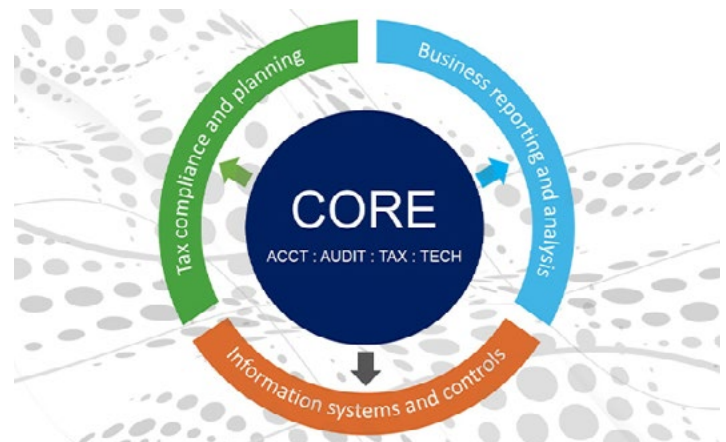 Tax compliance and planning
Business reporting and analysis
CORE
ACCT : AUDIT : TAX : TECH
Information systems and controls